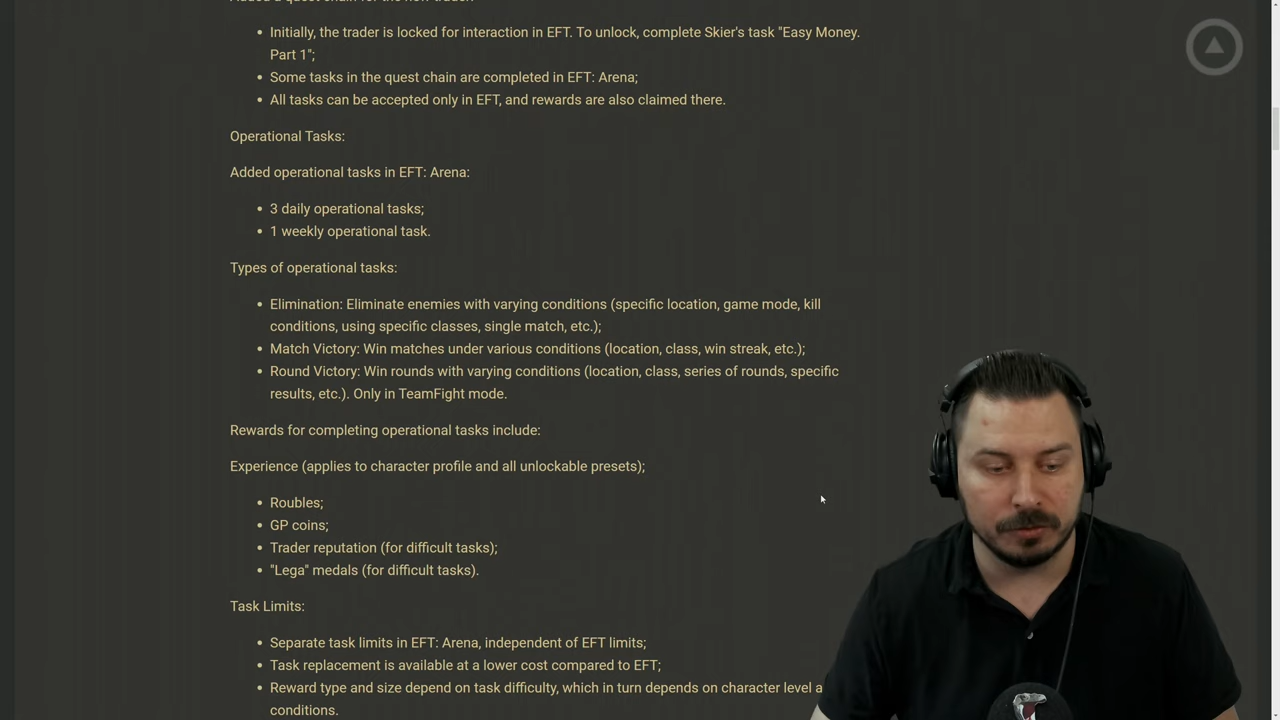 Initially, the trader is locked for interaction in EFT. To unlock, complete Skier's task "Easy Money.
Part 1";
Some tasks in the quest chain are completed in EFT: Arena;
All tasks can be accepted only in EFT, and rewards are also claimed there.
Operational Tasks:
Added operational tasks in EFT: Arena:
3 daily operational tasks;
1 weekly operational task.
Types of operational tasks:
Elimination: Eliminate enemies with varying conditions (specific location, game mode, kill
conditions, using specific classes, single match, etc.);
Match Victory: Win matches under various conditions (location, class, win streak, etc.);
Round Victory: Win rounds with varying conditions (location, class, series of rounds, specific
results, etc.). Only in TeamFight mode.
Rewards for completing operational tasks include:
Experience (applies to character profile and all unlockable presets);
Roubles;
GP coins;
Trader reputation (for difficult tasks);
"Lega" medals (for difficult tasks).
Task Limits:
Separate task limits in EFT: Arena, independent of EFT limits;
Task replacement is available at a lower cost compared to EFT;
Reward type and size depend on task difficulty, which in turn depends on character level a
conditions.